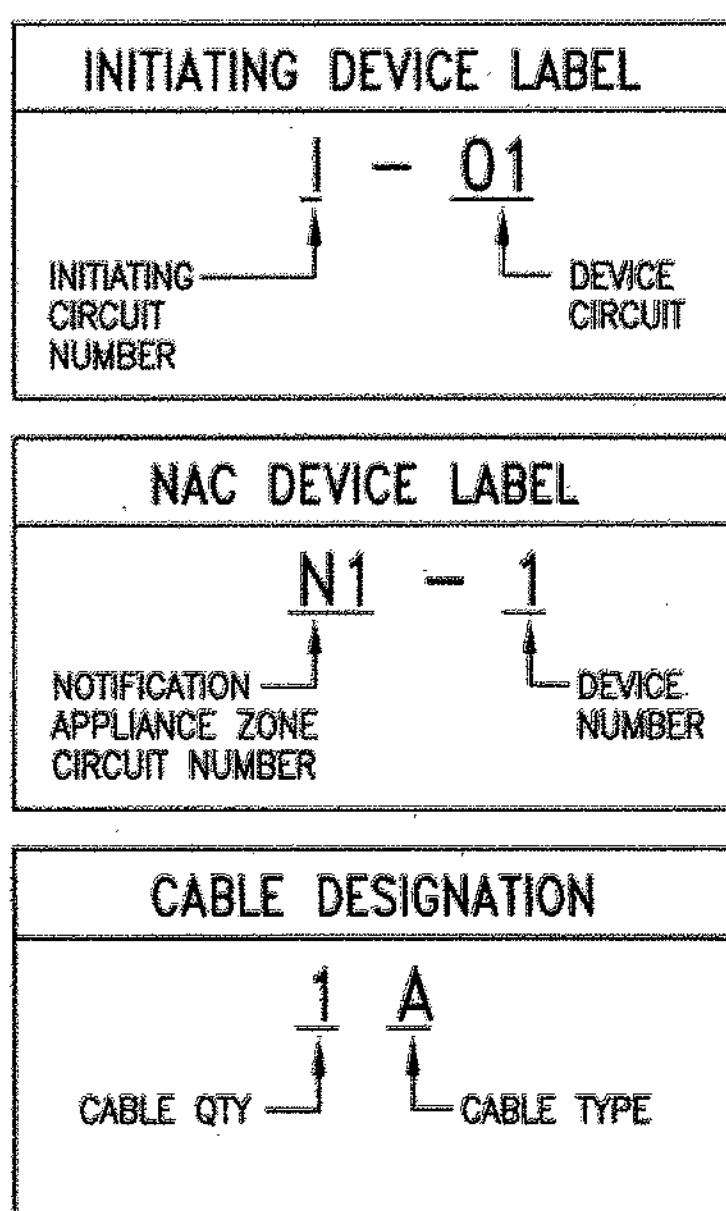 INITIATING DEVICE LABEL
I - 01
INITIATING
CIRCUIT
NUMBER
DEVICE
CIRCUIT
NAC DEVICE LABEL
N1 - 1
NOTIFICATION
APPLIANCE ZONE
CIRCUIT NUMBER
DEVICE
NUMBER
CABLE DESIGNATION
1 A
CABLE QTY
CABLE TYPE